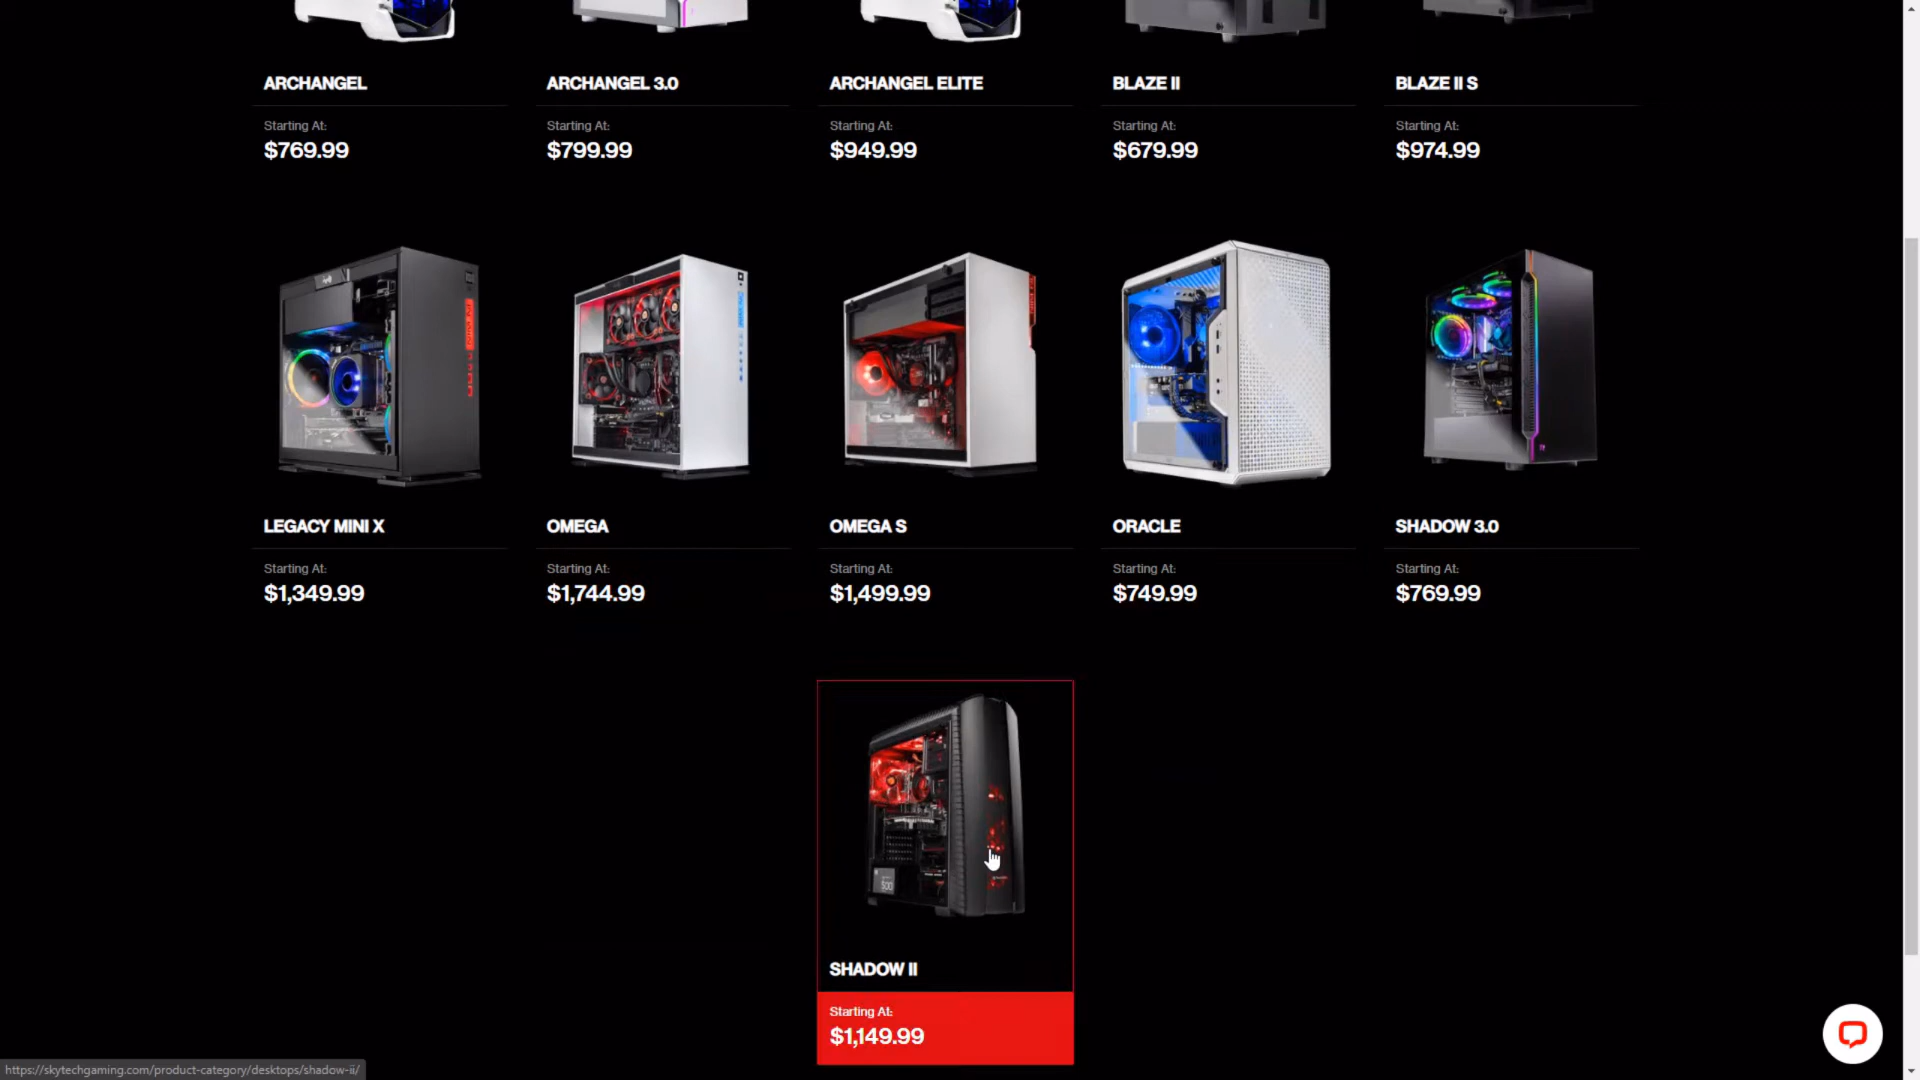 ARCHANGEL
ARCHANGEL 3.0
ARCHANGEL ELITE
BLAZE II
BLAZE II S
Starting At:
Starting At:
Starting At:
Starting At:
Starting At:
$769.99
$799.99
$949.99
$679.99
$974.99
LEGACY MINI X
OMEGA
OMEGA S
ORACLE
SHADOW 3.0
Starting At:
Starting At:
Starting At:
Starting At:
Starting At:
$1,349.99
$1,744.99
$1,499.99
$749.99
$769.99
500
SHADOW II
Starting At:
$1,149.99
https://skytechgaming.com/product-category/desktops/shadow-ii/